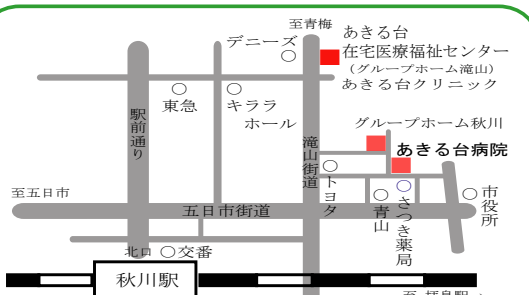 至青梅
デニーズ
あきる台
在宅医療福祉センター
（グループホーム滝山）
あきる台クリニック
東急
キララ
ホール
駅前通り
滝山街道
グループホーム秋川
あきる台病院
トヨタ
至五日市
五日市街道
青山
さつき薬局
市役所
北口
交番
秋川駅